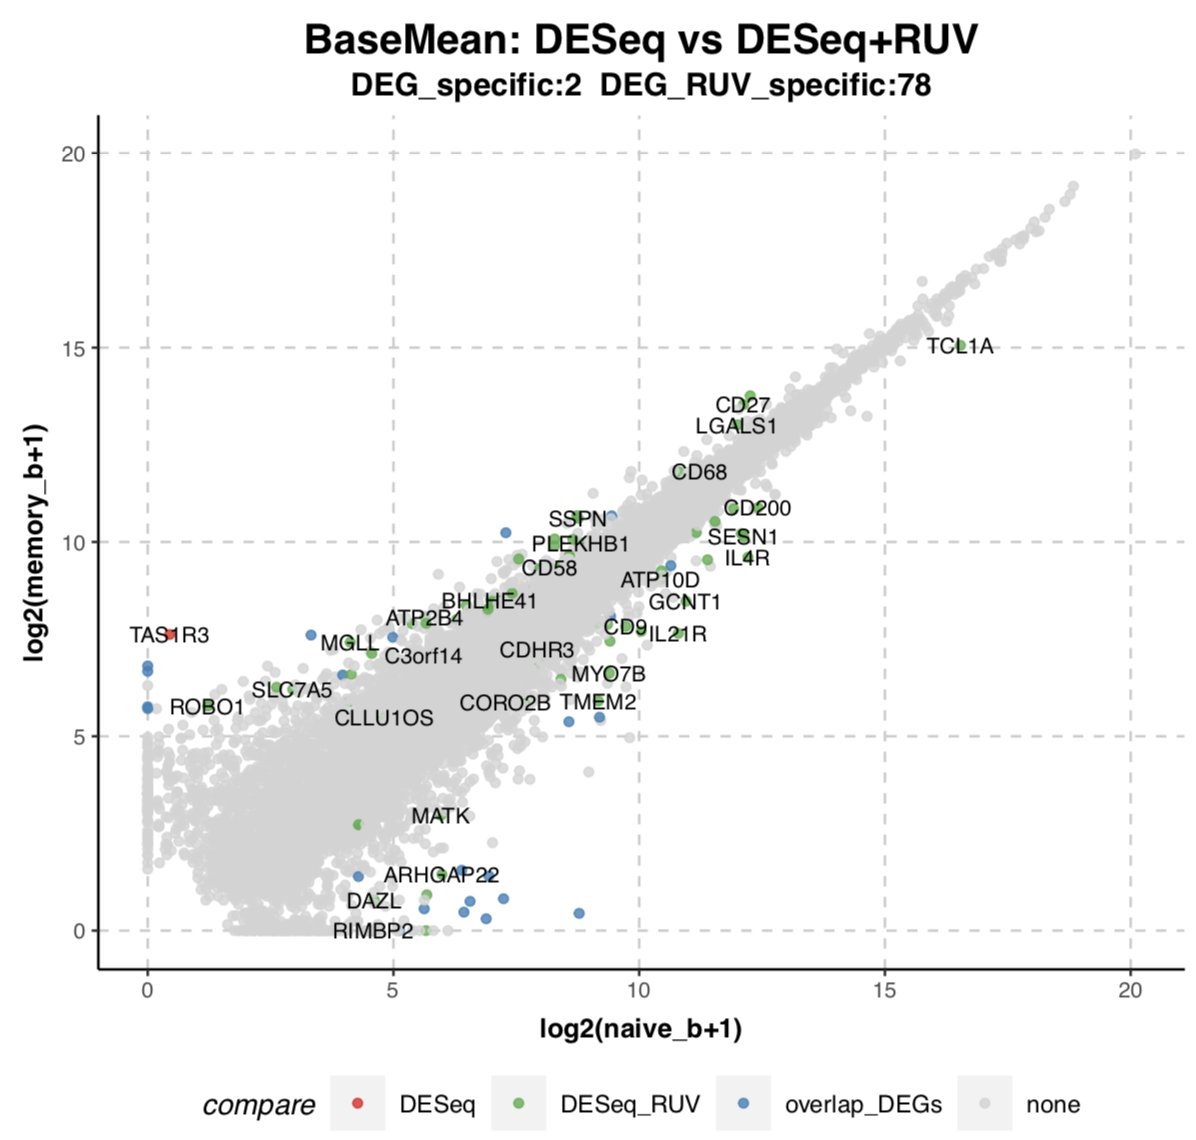 BaseMean: DESeq vs DESeq+RUV
DEG_specific:2 DEG_RUV_specific:78
log2(memory_b+1)
20
15
10
5
0
TCL1A
CD27
LGALS1
CD68
CD200
SSPN
SESN1
PLEKHB1
IL4R
CD58
ATP10D
BHLHE41
GCNT1
ATP2B4
CD9
IL21R
TAS1R3
MGLL
C3orf14
CDHR3
MYO7B
SLC7A5
ROBO1
CORO2B
TMEM2
CLLU1OS
MATK
ARHGAP22
DAZL
RIMBP2
0
5
10
15
20
log2(naive_b+1)
compare
DESeq
DESeq_RUV
overlap_DEGs
none